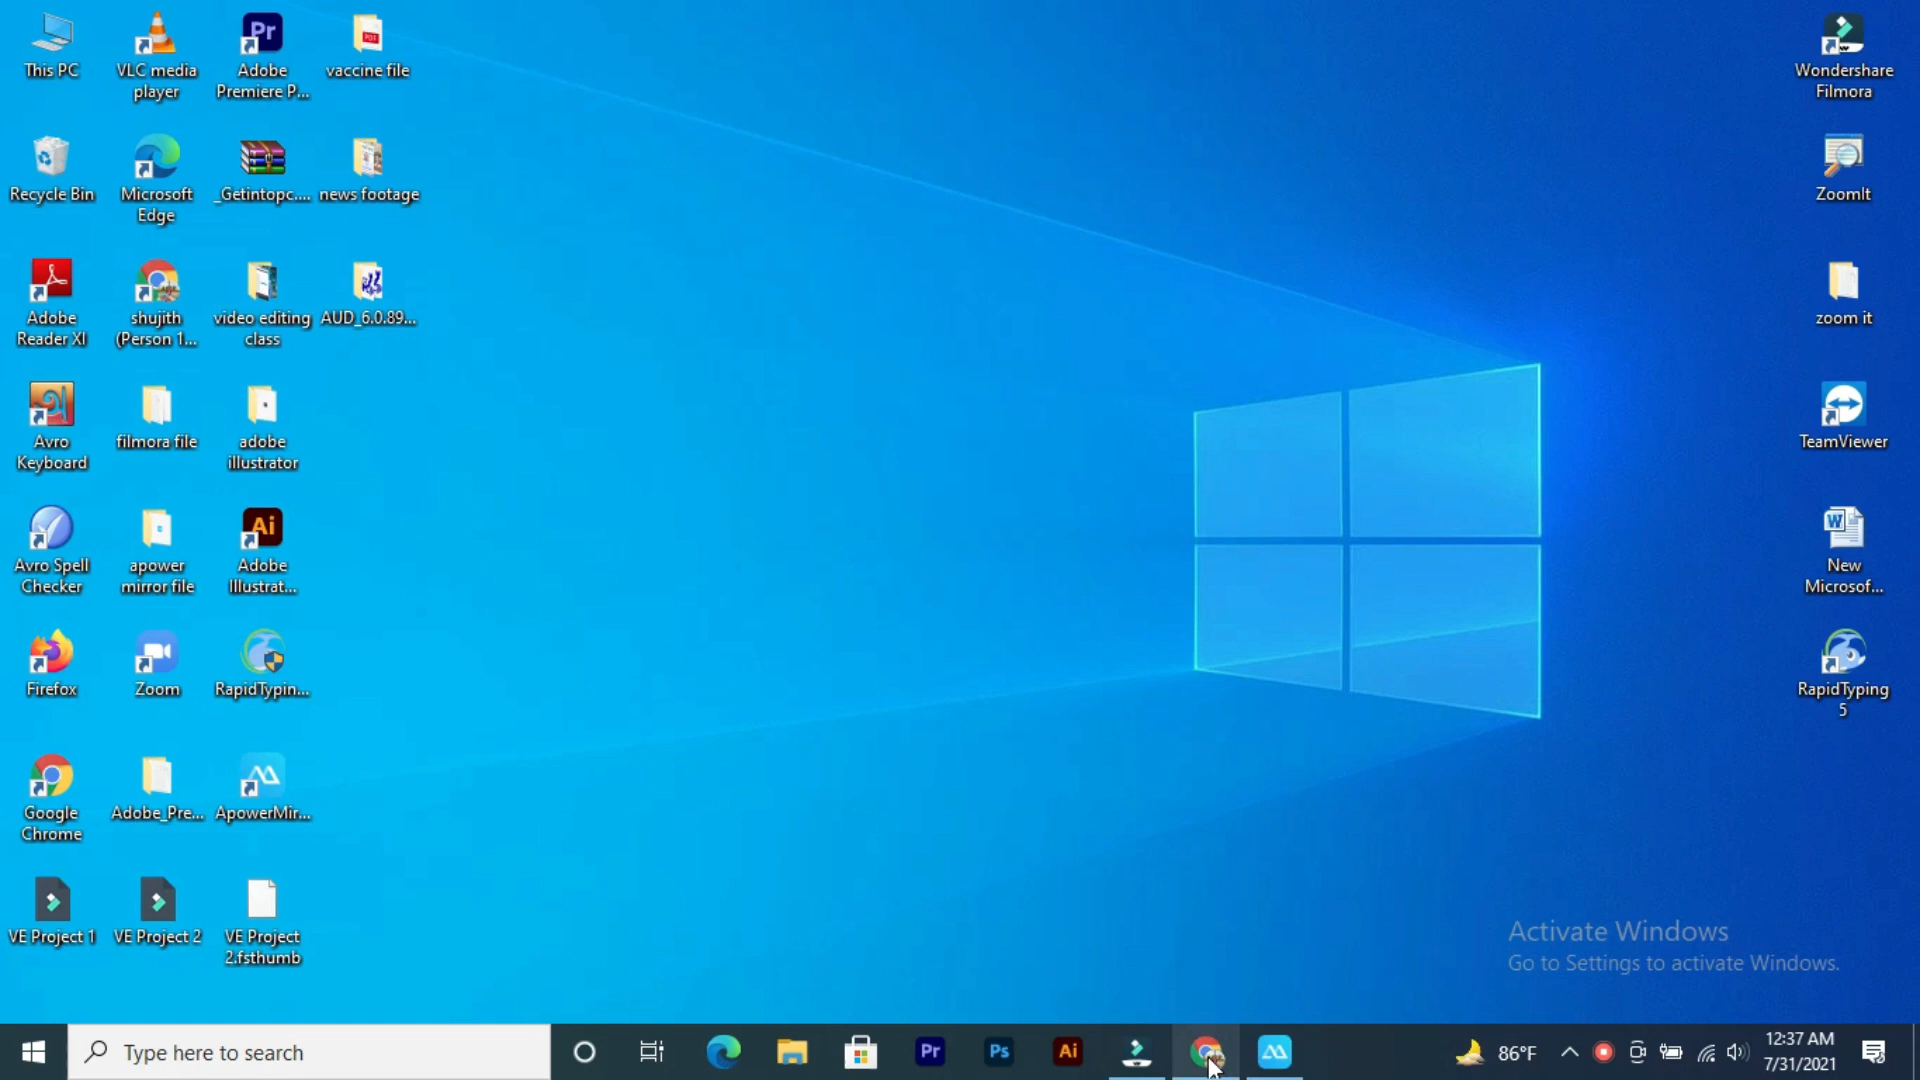 This PC
VLC media
player
Adobe
Premiere P...
vaccine file
Recycle Bin
Microsoft
Edge
_Getintopc....
news footage
Adobe
Reader XI
shujith
(Person 1...
video editing
class
AUD_6.0.89...
Avro
Keyboard
filmora file
adobe
illustrator
Avro Spell
Checker
apower
mirror file
Adobe
Illustrat...
Firefox
Zoom
RapidTypin...
Google
Chrome
Adobe_Pre...
ApowerMir...
VE Project 1
VE Project 2
VE Project
2.fsthumb
Wondershare
Filmora
ZoomIt
zoom it
TeamViewer
New
Microsof...
RapidTyping
5
Pr
Ai
PDF
W
Activate Windows
Go to Settings to activate Windows.
Type here to search
Pr
Ps
Ai
86°F
12:37 AM
7/31/2021